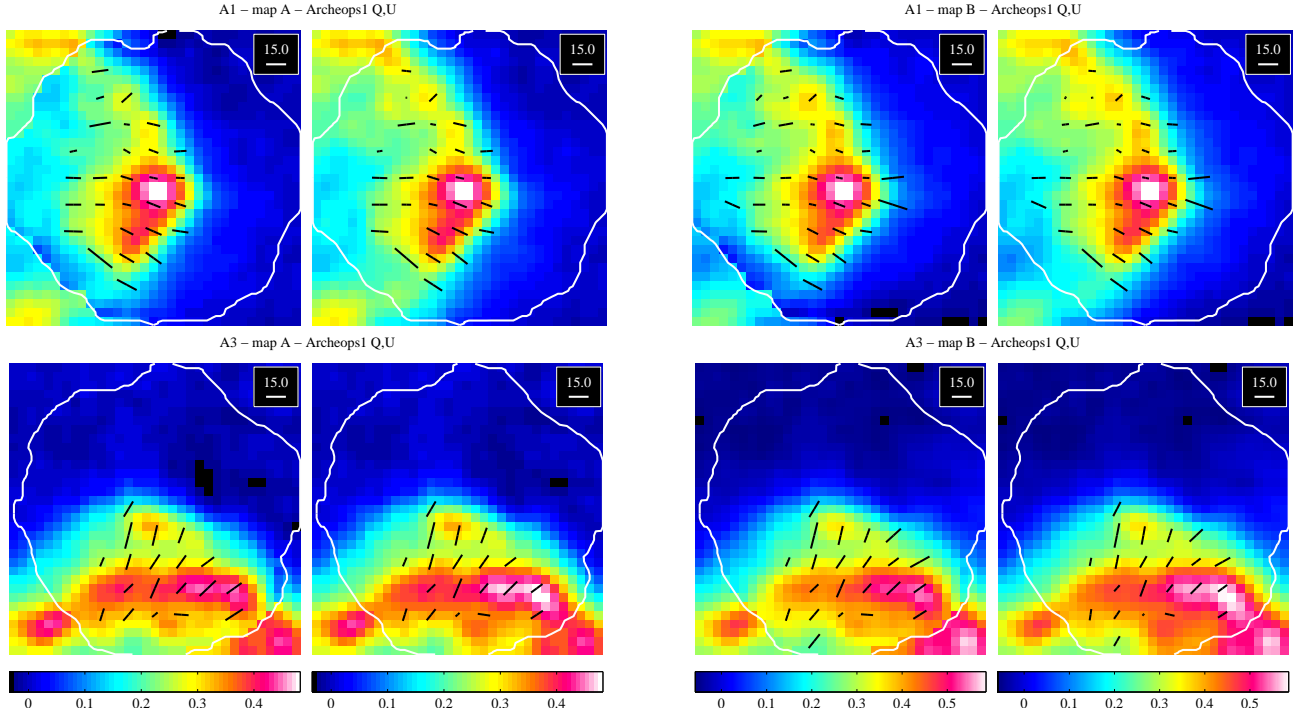 A1 – map A – Archeops1 Q,U
A1 – map B – Archeops1 Q,U
15.0
15.0
15.0
15.0
A3 – map A – Archeops1 Q,U
A3 – map B – Archeops1 Q,U
15.0
15.0
15.0
15.0
0 0.1 0.2 0.3 0.4
0 0.1 0.2 0.3 0.4
0 0.1 0.2 0.3 0.4 0.5
0 0.1 0.2 0.3 0.4 0.5